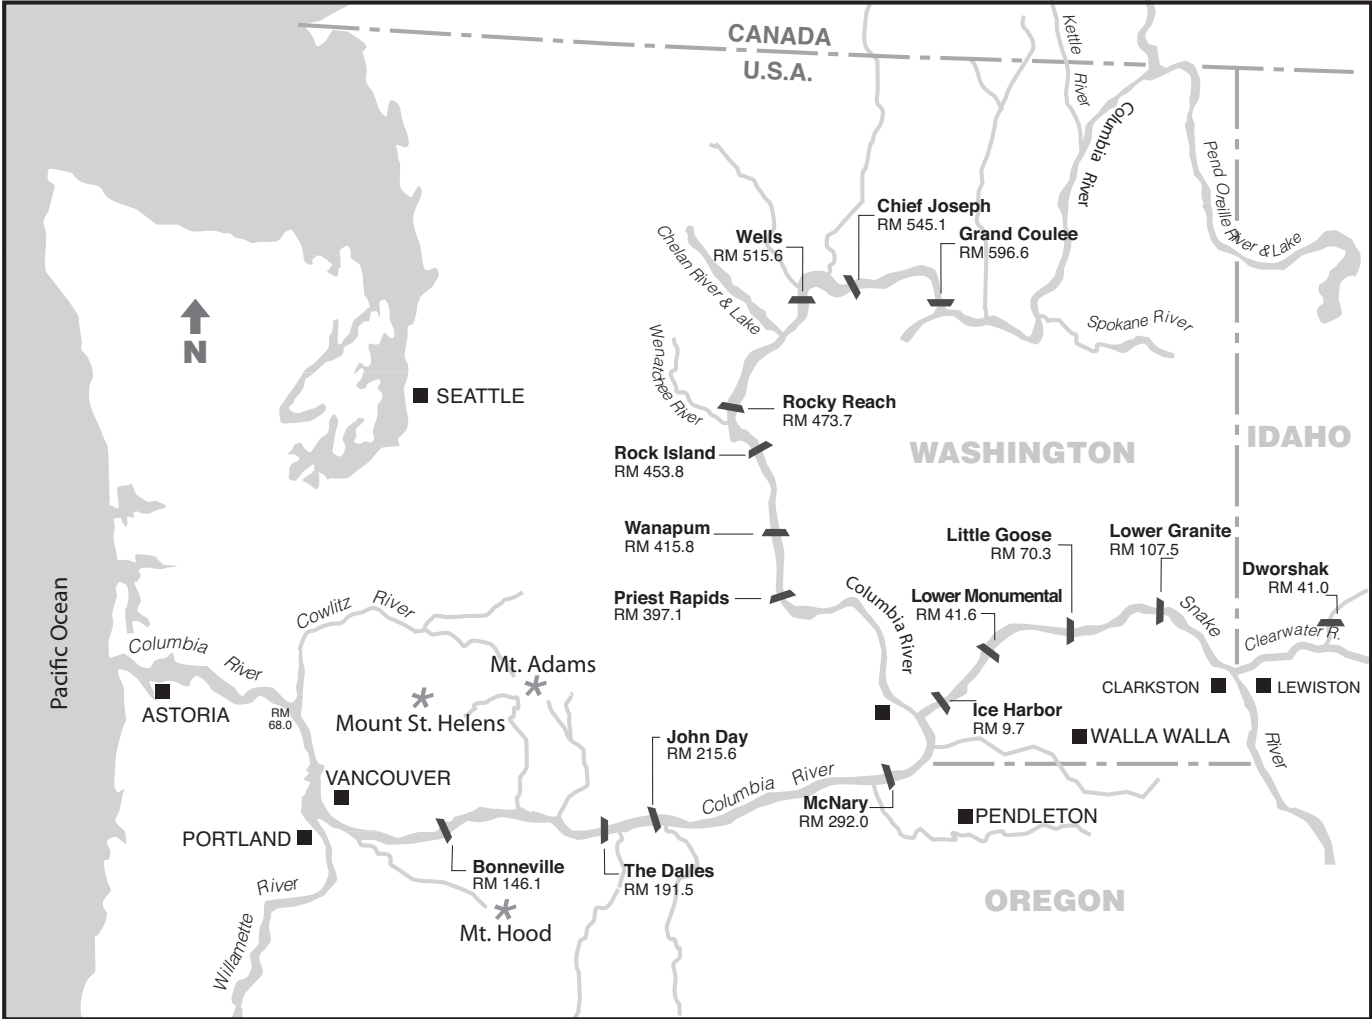 CANADA
U.S.A.
Kettle
River
Columbia
River
Pend Oreille
River & Lake
Chief Joseph
RM 545.1
Wells
RM 515.6
Grand Coulee
RM 596.6
Chelan River & Lake
Spokane River
N
Wenatchee River
SEATTLE
Rocky Reach
RM 473.7
Rock Island
RM 453.8
WASHINGTON
IDAHO
Wanapum
RM 415.8
Little Goose
RM 70.3
Lower Granite
RM 107.5
Dworshak
RM 41.0
Priest Rapids
RM 397.1
Columbia River
Lower Monumental
RM 41.6
Snake
Clearwater R.
Pacific Ocean
Cowlitz River
Columbia
River
Mt. Adams
ASTORIA
RM
68.0
Mount St. Helens
CLARKSTON
LEWISTON
Ice Harbor
RM 9.7
WALLA WALLA
River
John Day
RM 215.6
VANCOUVER
Columbia River
McNary
RM 292.0
PENDLETON
PORTLAND
Bonneville
RM 146.1
The Dalles
RM 191.5
River
Willamette
Mt. Hood
OREGON